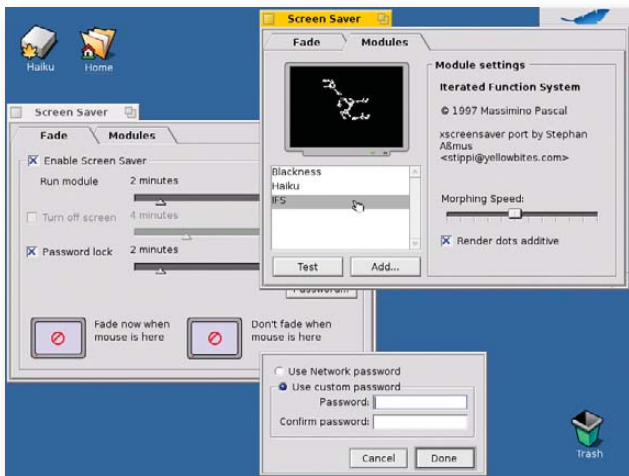 Haiku
Home
Screen Saver
Fade
Modules
Module settings
Iterated Function System
© 1997 Massimino Pascal
xscreensaver port by Stephan
Aßmus
<stippi@yellowbites.com>
Blackness
Haiku
IFS
Morphing Speed:
Render dots additive
Test
Add...
Screen Saver
Fade
Modules
Enable Screen Saver
Run module 2 minutes
Turn off screen 4 minutes
Password lock 2 minutes
Password...
Fade now when
mouse is here
Don't fade when
mouse is here
Use Network password
Use custom password
Password:
Confirm password:
Cancel
Done
Trash